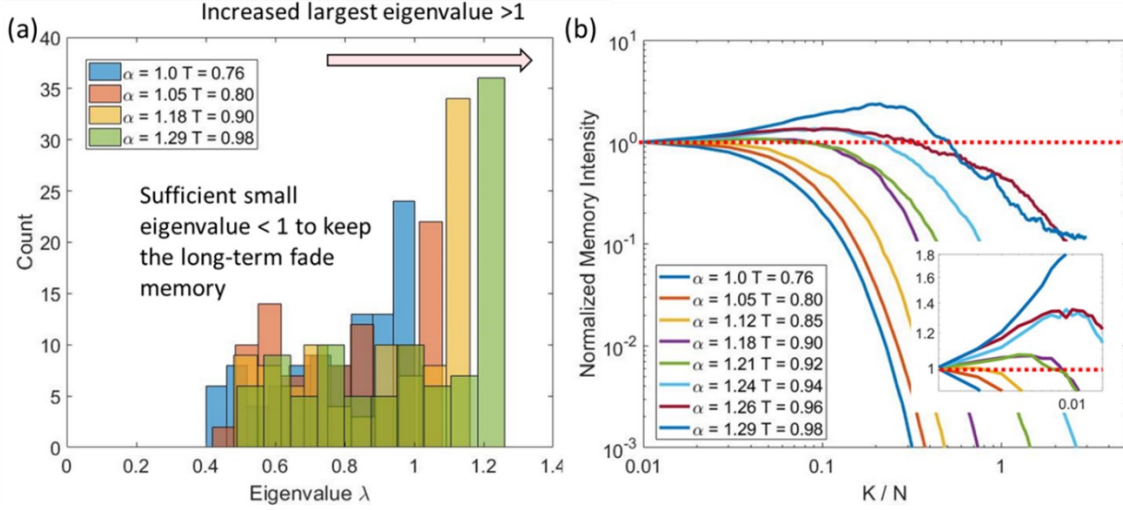 Increased largest eigenvalue >1
(a)
40
35
30
25
20
15
10
5
0
Count
α = 1.0 T = 0.76
α = 1.05 T = 0.80
α = 1.18 T = 0.90
α = 1.29 T = 0.98
Sufficient small
eigenvalue < 1 to keep
the long-term fade
memory
0 0.2 0.4 0.6 0.8 1 1.2 1.4
Eigenvalue λ
(b)
10^1
10^0
10^-1
10^-2
10^-3
Normalized Memory Intensity
α = 1.0 T = 0.76
α = 1.05 T = 0.80
α = 1.12 T = 0.85
α = 1.18 T = 0.90
α = 1.21 T = 0.92
α = 1.24 T = 0.94
α = 1.26 T = 0.96
α = 1.29 T = 0.98
1.8
1.6
1.4
1.2
1
0.01
0.01 0.1 1
K / N